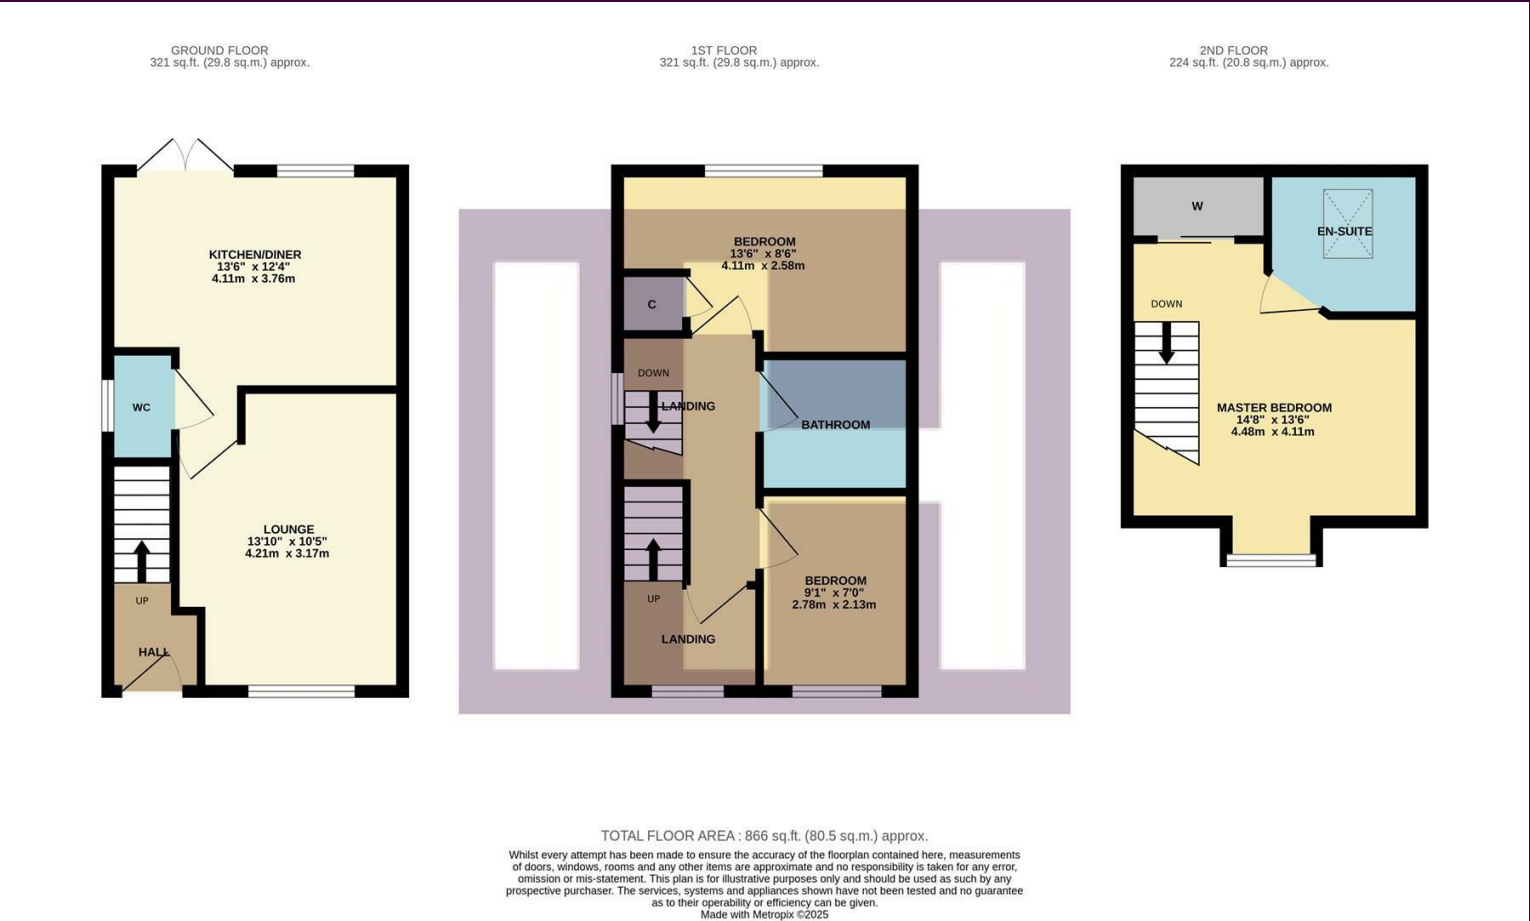 GROUND FLOOR
321 sq.ft. (29.8 sq.m.) approx.
KITCHEN/DINER
13'6" x 12'4"
4.11m x 3.76m
WC
LOUNGE
13'10" x 10'5"
4.21m x 3.17m
UP
HALL
1ST FLOOR
321 sq.ft. (29.8 sq.m.) approx.
BEDROOM
13'6" x 8'6"
4.11m x 2.58m
C
DOWN
LANDING
BATHROOM
BEDROOM
9'1" x 7'0"
2.78m x 2.13m
UP
LANDING
2ND FLOOR
224 sq.ft. (20.8 sq.m.) approx.
W
EN-SUITE
DOWN
MASTER BEDROOM
14'8" x 13'6"
4.48m x 4.11m
TOTAL FLOOR AREA : 866 sq.ft. (80.5 sq.m.) approx.
Whilst every attempt has been made to ensure the accuracy of the floorplan contained here, measurements
of doors, windows, rooms and any other items are approximate and no responsibility is taken for any error,
omission or mis-statement. This plan is for illustrative purposes only and should be used as such by any
prospective purchaser. The services, systems and appliances shown have not been tested and no guarantee
as to their operability or efficiency can be given.
Made with Metropix ©2025